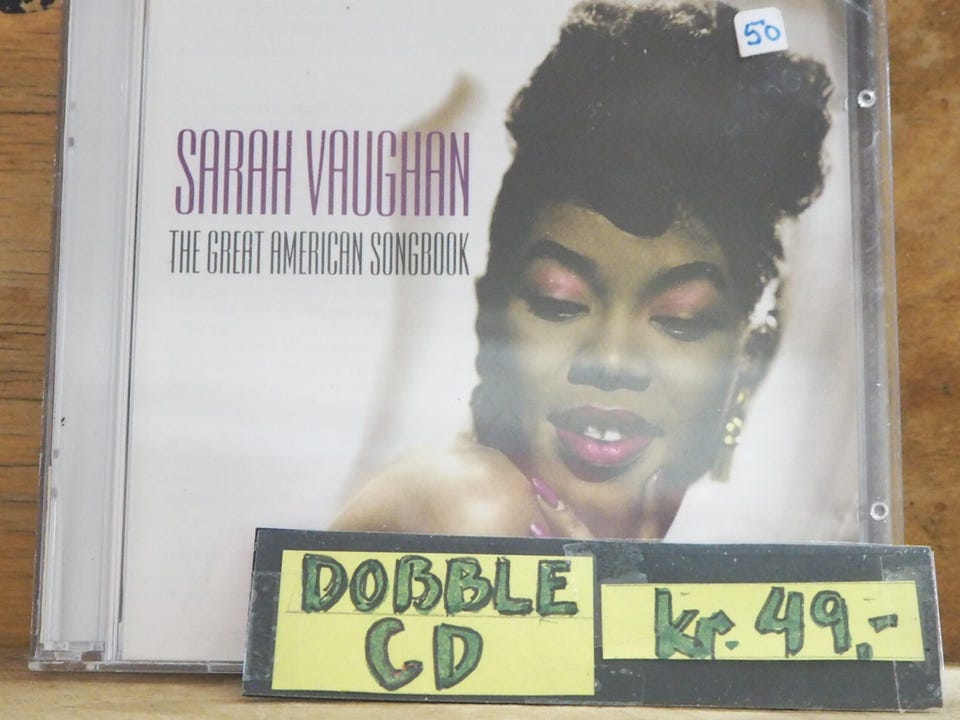 50
SARAH VAUGHAN
THE GREAT AMERICAN SONGBOOK
DOBBLE
CD
kr. 49,-